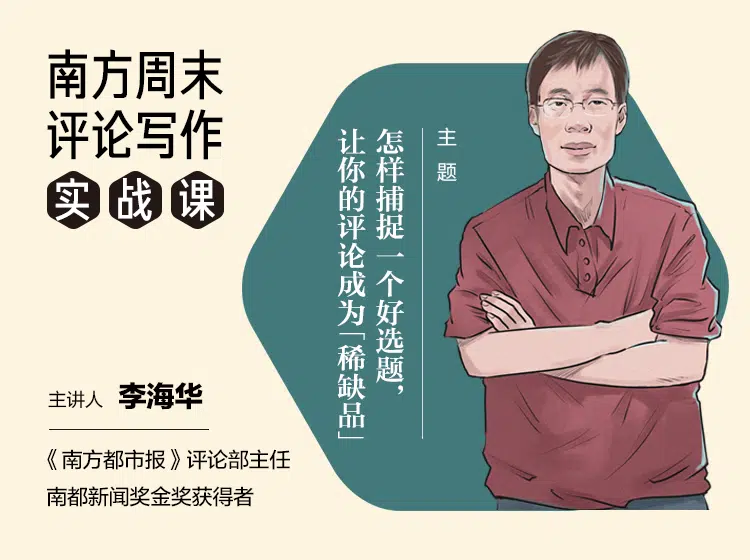 南方周末
评论写作
实战课
主题
怎样捕捉一个好选题，
让你的评论成为「稀缺品」
主讲人 李海华
《南方都市报》评论部主任
南都新闻奖金奖获得者